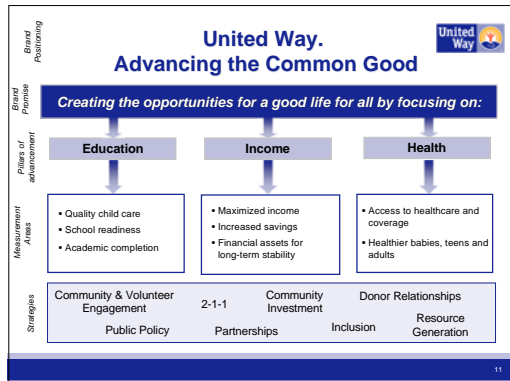 Brand
Positioning
United Way.
Advancing the Common Good
United
Way
Brand
Promise
Creating the opportunities for a good life for all by focusing on:
Pillars of
advancement
Education
Income
Health
Measurement
Areas
• Quality child care
• School readiness
• Academic completion
• Maximized income
• Increased savings
• Financial assets for
long-term stability
• Access to healthcare and
coverage
• Healthier babies, teens and
adults
Strategies
Community & Volunteer
Engagement
2-1-1
Community
Investment
Donor Relationships
Public Policy
Partnerships
Inclusion
Resource
Generation
11